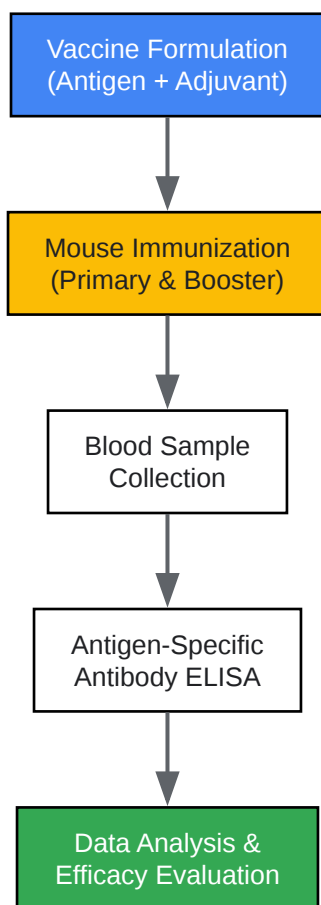 Vaccine Formulation
(Antigen + Adjuvant)
Mouse Immunization
(Primary & Booster)
Blood Sample
Collection
Antigen-Specific
Antibody ELISA
Data Analysis &
Efficacy Evaluation